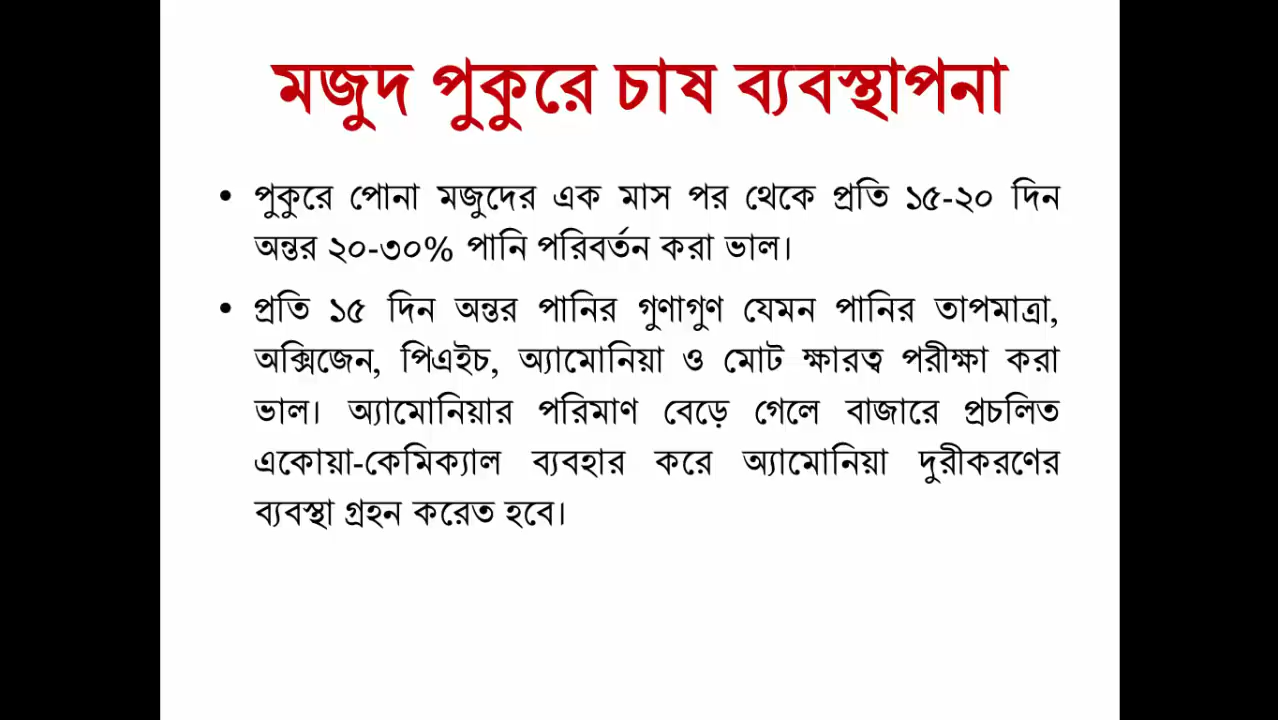 মজুদ পুকুরে চাষ ব্যবস্থাপনা
• পুকুরে পোনা মজুদের এক মাস পর থেকে প্রতি ১৫-২০ দিন
অন্তর ২০-৩০% পানি পরিবর্তন করা ভাল।
• প্রতি ১৫ দিন অন্তর পানির গুণাগুণ যেমন পানির তাপমাত্রা,
অক্সিজেন, পিএইচ, অ্যামোনিয়া ও মোট ক্ষারত্ব পরীক্ষা করা
ভাল। অ্যামোনিয়ার পরিমাণ বেড়ে গেলে বাজারে প্রচলিত
একোয়া-কেমিক্যাল ব্যবহার করে অ্যামোনিয়া দুরীকরণের
ব্যবস্থা গ্রহন করেত হবে।